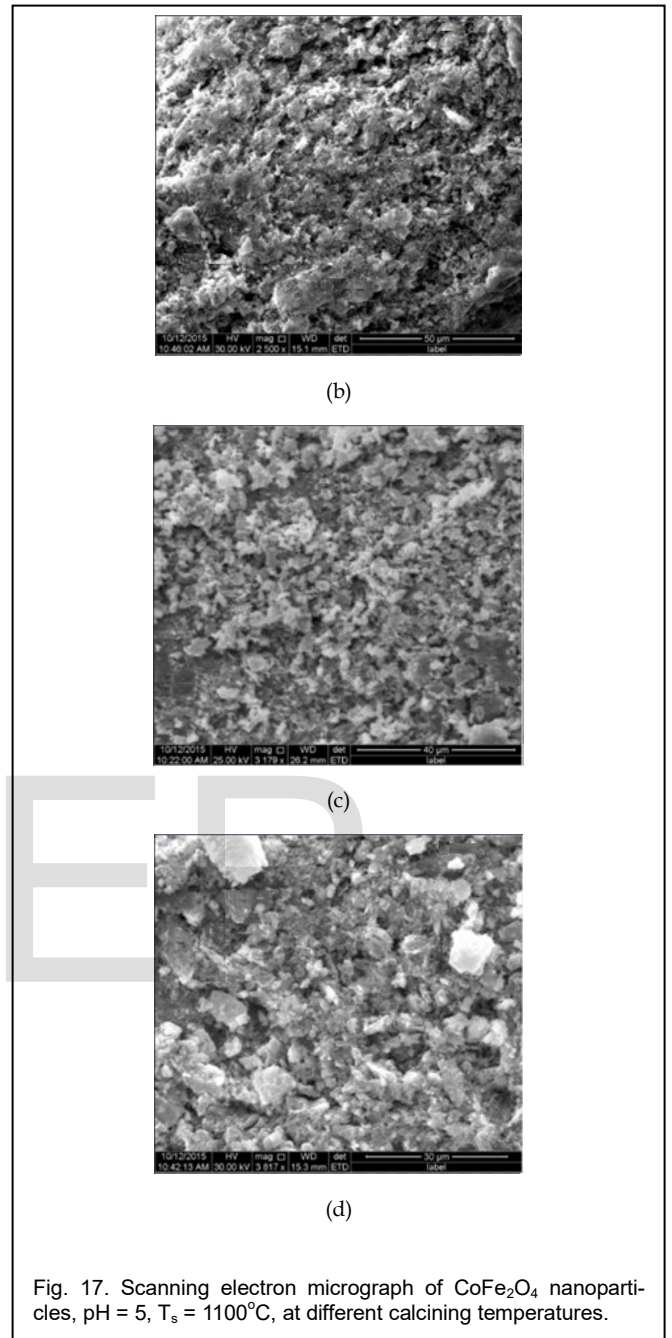 10/12/2015 HV mag □ WD det 50 µm
10:46:02 AM 30.00 kV 2 500 x 15.1 mm ETD label
(b)
10/12/2015 HV mag □ WD det 40 µm
10:22:00 AM 25.00 kV 3 179 x 26.2 mm ETD label
(c)
10/12/2015 HV mag □ WD det 30 µm
10:42:13 AM 30.00 kV 3 817 x 15.3 mm ETD label
(d)
Fig. 17. Scanning electron micrograph of CoFe₂O₄ nanoparti-
cles, pH = 5, Tₛ = 1100°C, at different calcining temperatures.